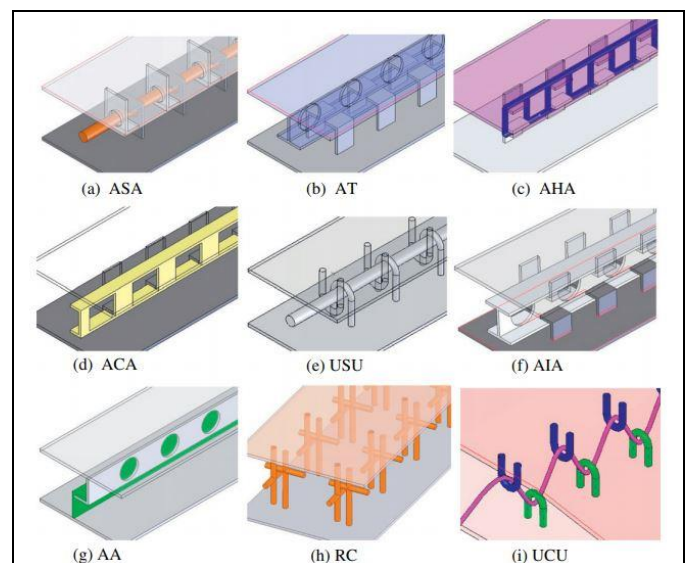 (a) ASA
(b) AT
(c) AHA
(d) ACA
(e) USU
(f) AIA
(g) AA
(h) RC
(i) UCU